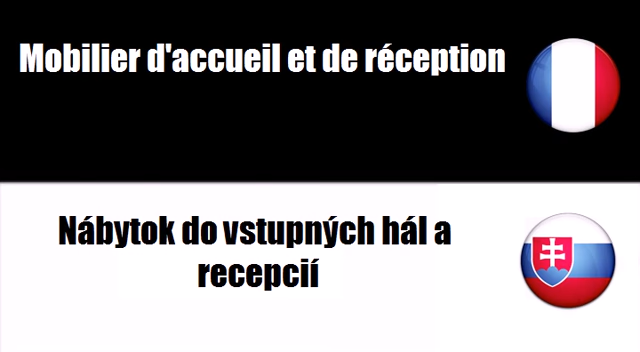 Mobilier d'accueil et de réception
Nábytok do vstupných hál a
recepcií